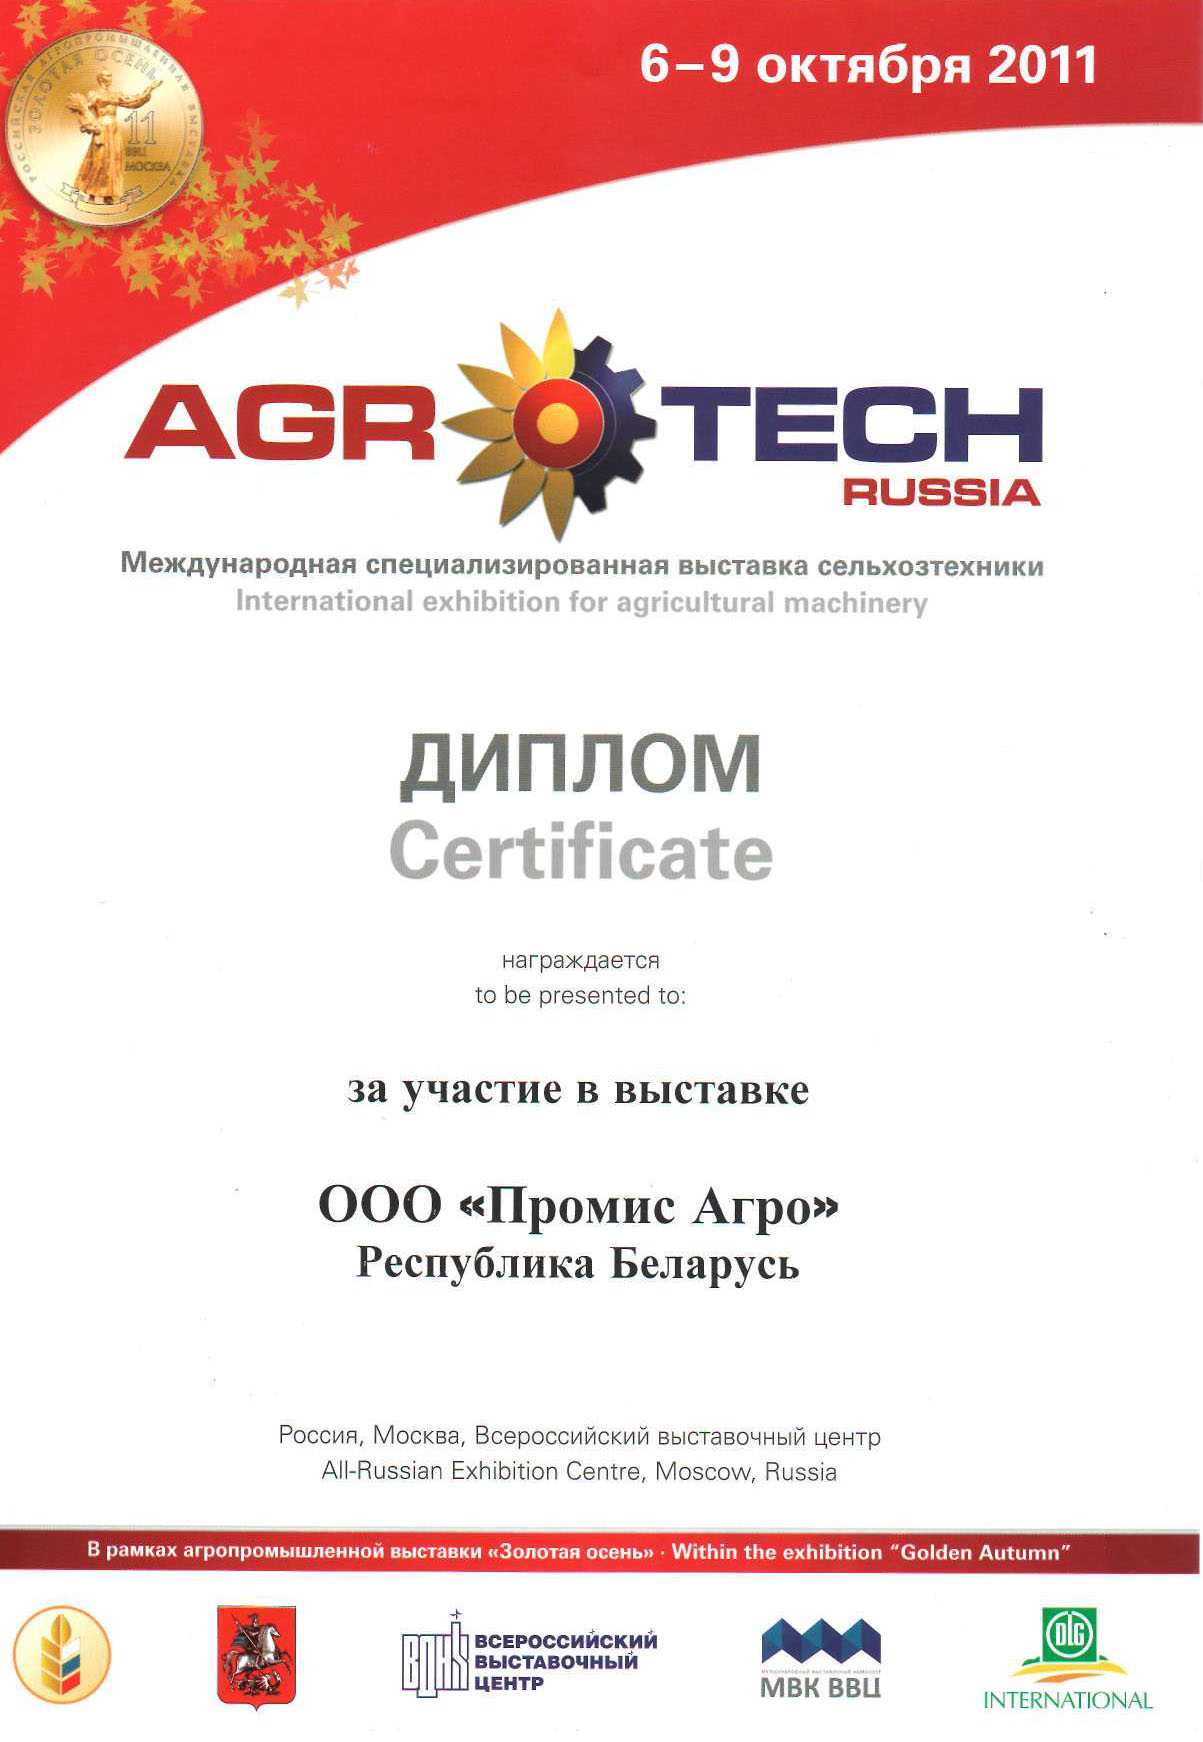 6–9 октября 2011
РОССИЙСКАЯ АГРОПРОМЫШЛЕННАЯ ВЫСТАВКА
ЗОЛОТАЯ ОСЕНЬ
11
ВВЦ
МОСКВА
AGROTECH
RUSSIA
Международная специализированная выставка сельхозтехники
International exhibition for agricultural machinery
ДИПЛОМ
Certificate
награждается
to be presented to:
за участие в выставке
ООО «Промис Агро»
Республика Беларусь
Россия, Москва, Всероссийский выставочный центр
All-Russian Exhibition Centre, Moscow, Russia
В рамках агропромышленной выставки «Золотая осень» · Within the exhibition “Golden Autumn”
ВДНХ
ВСЕРОССИЙСКИЙ
ВЫСТАВОЧНЫЙ
ЦЕНТР
МЕЖДУНАРОДНЫЙ ВЫСТАВОЧНЫЙ КОМПЛЕКС
МВК ВВЦ
DLG
INTERNATIONAL